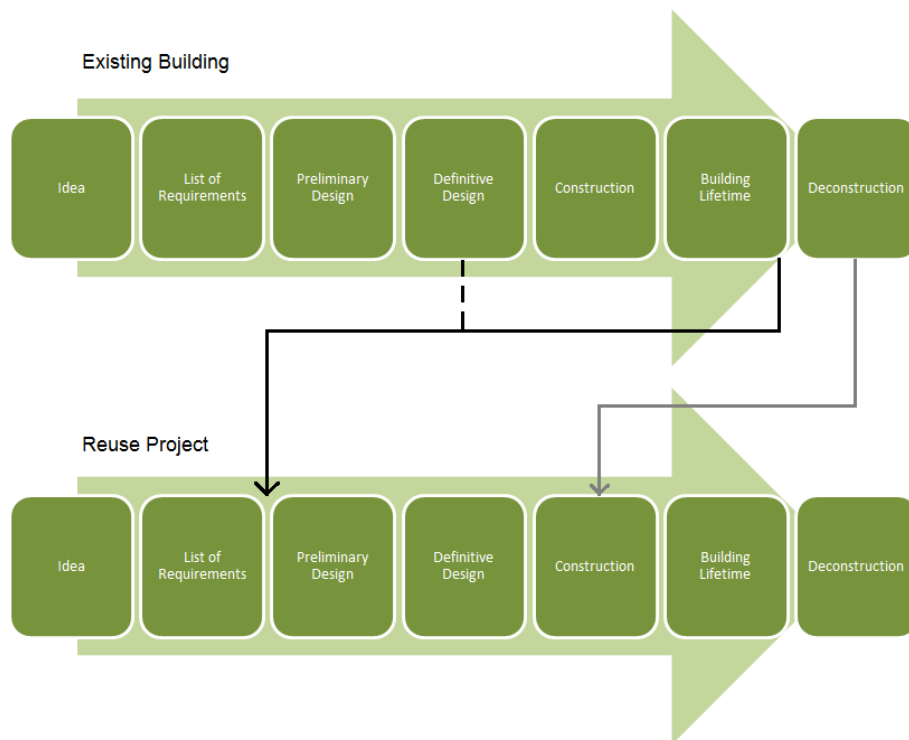 Existing Building
Idea
List of
Requirements
Preliminary
Design
Definitive
Design
Construction
Building
Lifetime
Deconstruction
Reuse Project
Idea
List of
Requirements
Preliminary
Design
Definitive
Design
Construction
Building
Lifetime
Deconstruction